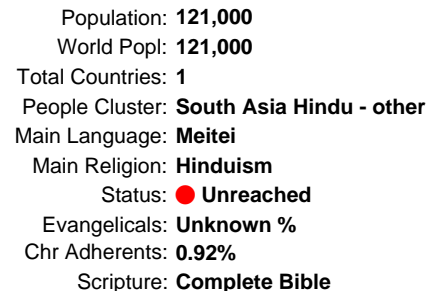 Population: 121,000
World Popl: 121,000
Total Countries: 1
People Cluster: South Asia Hindu - other
Main Language: Meitei
Main Religion: Hinduism
Status: Unreached
Evangelicals: Unknown %
Chr Adherents: 0.92%
Scripture: Complete Bible